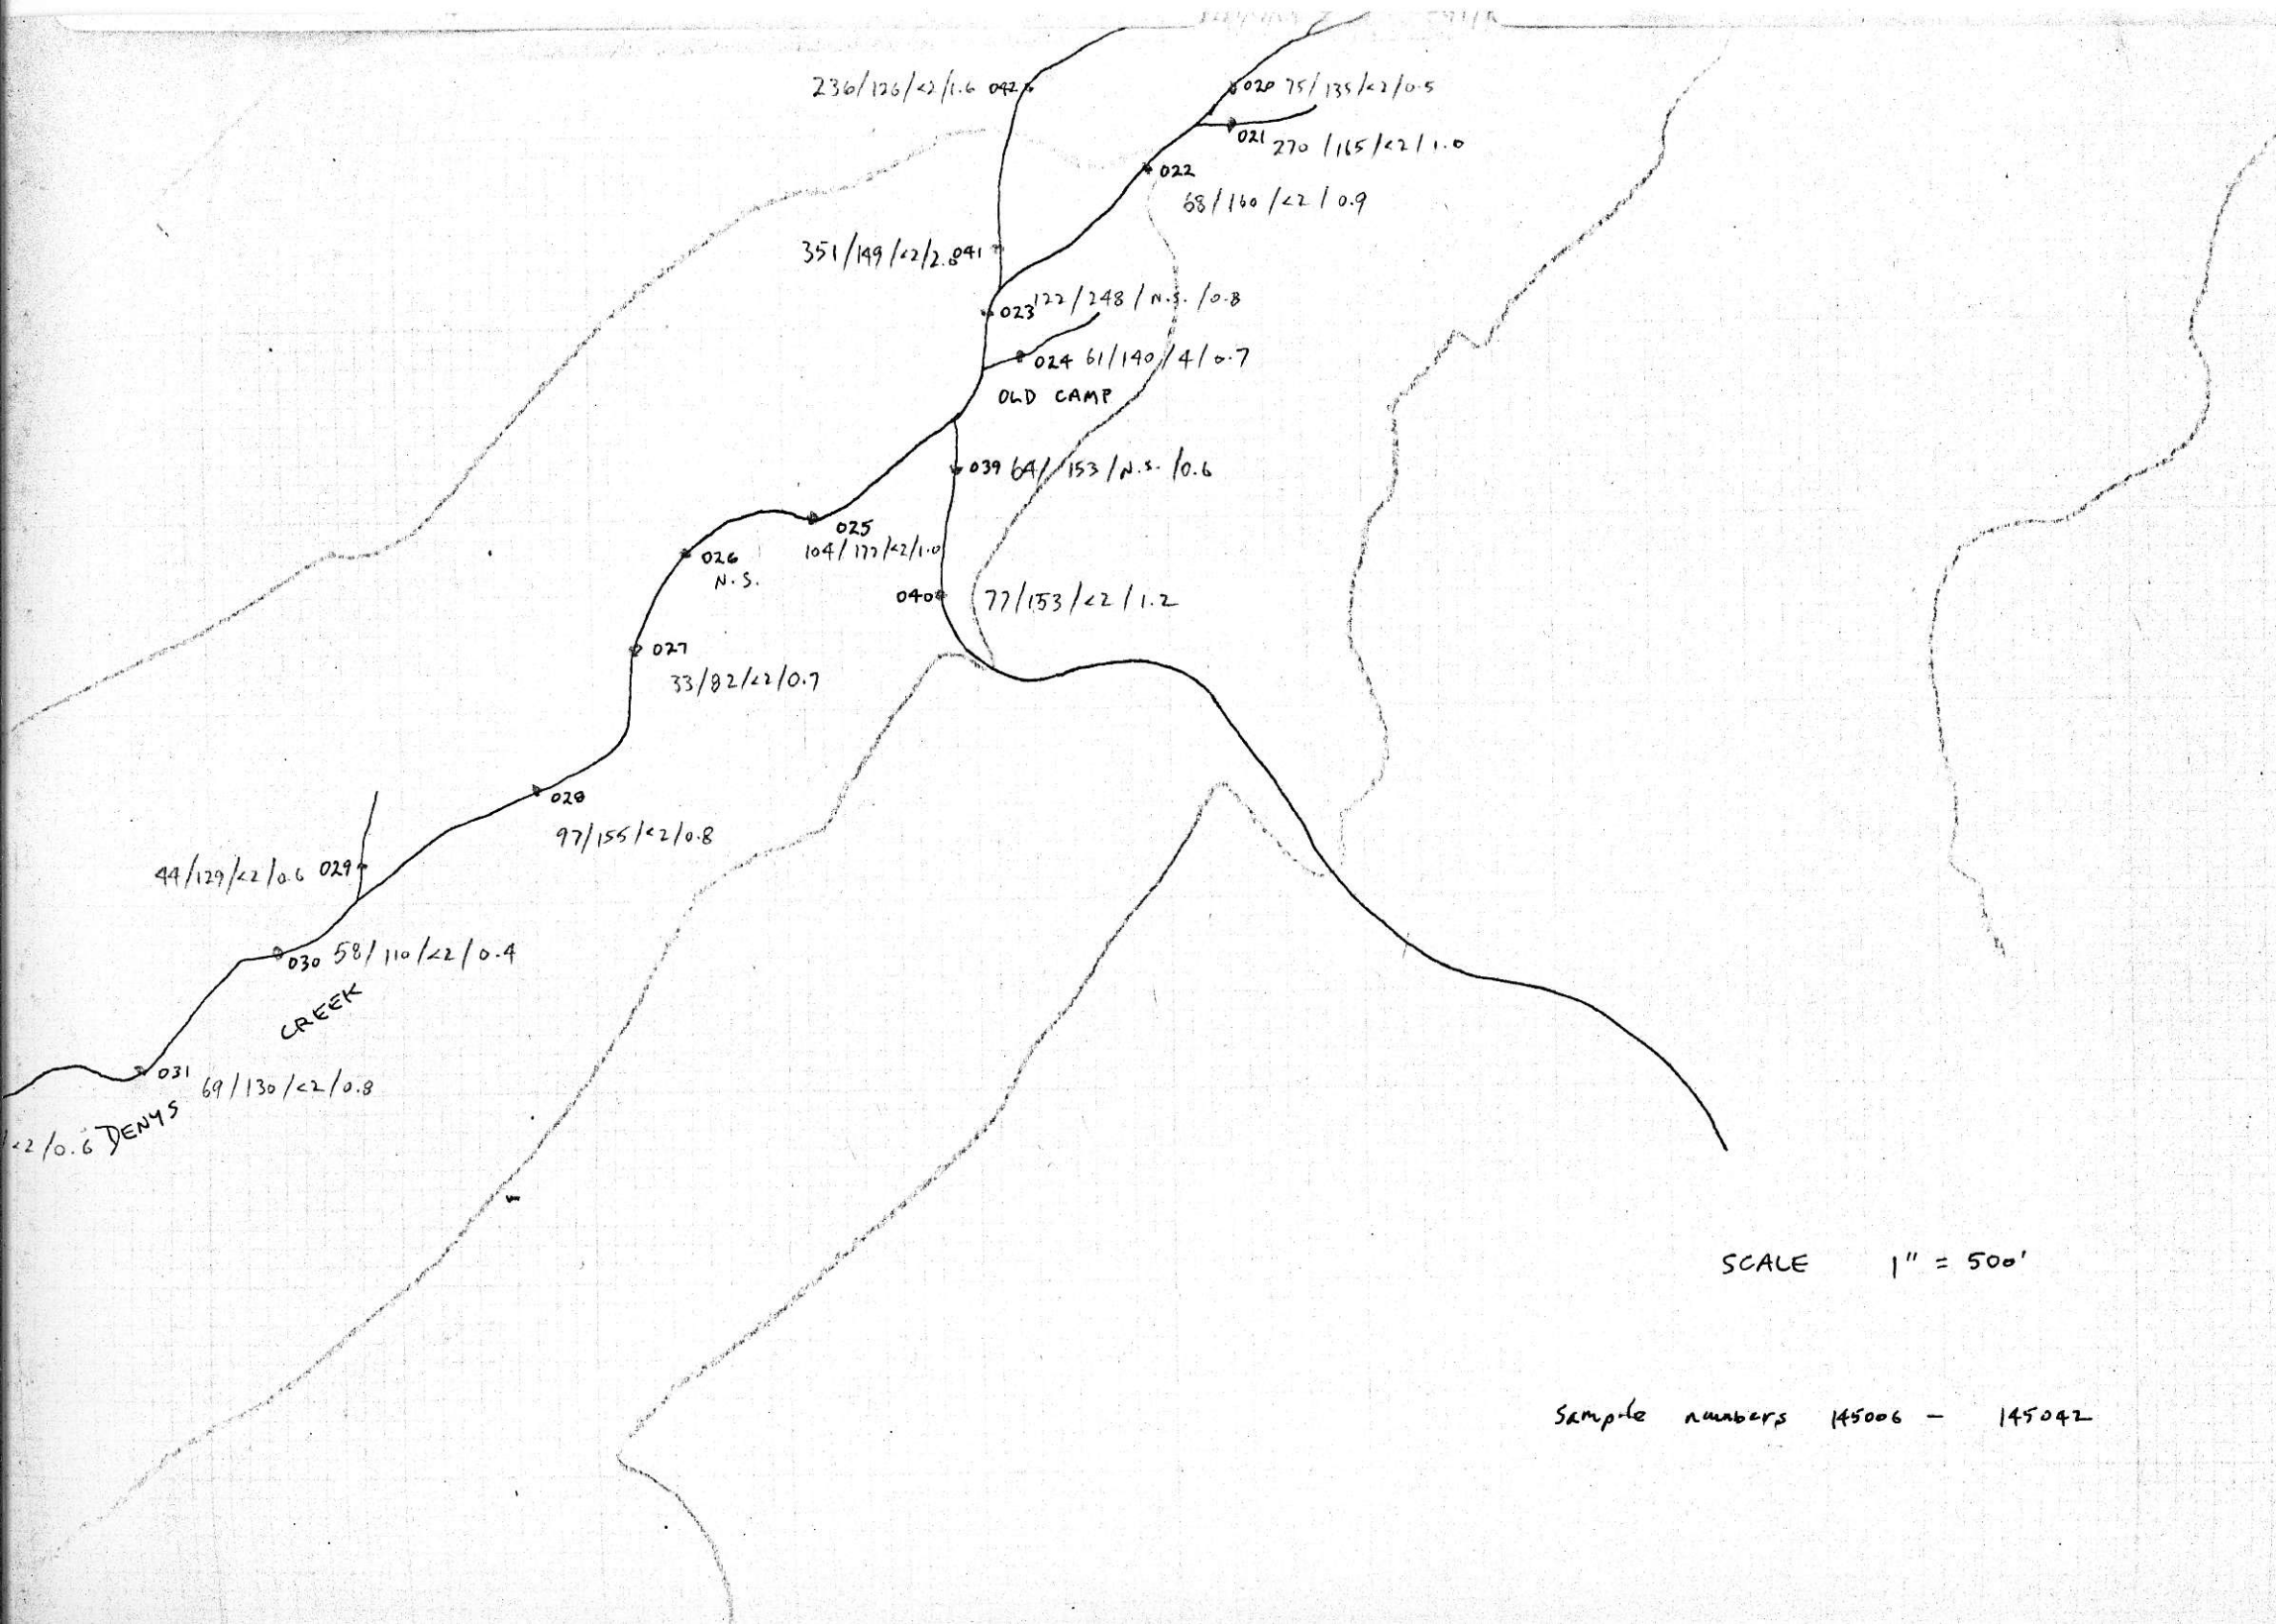 236/126/<2/1.6 042
020 75/135/<2/0.5
021 270/165/<2/1.0
022
68/160/<2/0.9
351/149/<2/2.8 041
023 122/248/N.S./0.8
024 61/140/4/0.7
OLD CAMP
039 64/153/N.S./0.6
025
104/177/<2/1.0
026
N.S.
040 77/153/<2/1.2
027
33/82/<2/0.7
028
97/155/<2/0.8
44/129/<2/0.6 029
030 58/110/<2/0.4
CREEK
031 69/130/<2/0.8
DENYS
<2/0.6
SCALE 1" = 500'
Sample numbers 145006 - 145042